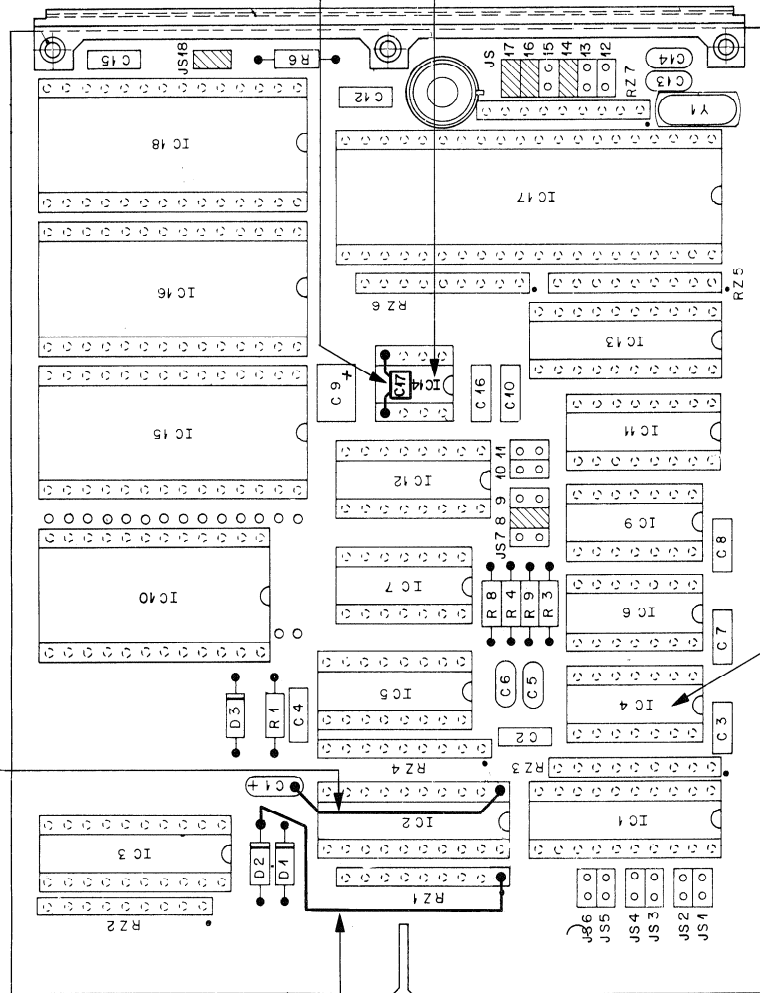 C15
JS18
R6
C12
JS
17
16
15
14
13
12
RZ7
C14
C13
Y1
IC18
IC17
IC16
RZ6
RZ5
IC13
C9
+
C17
IC14
C16
C10
IC15
IC11
IC12
10
11
JS7
8
9
IC9
C8
IC10
IC7
R8
R4
R9
R3
IC6
C7
D3
R1
C4
IC5
C6
C5
IC4
C2
C3
RZ4
RZ3
C1
+
IC2
IC1
IC3
D2
D1
RZ1
RZ2
JS6
JS5
JS4
JS3
JS2
JS1